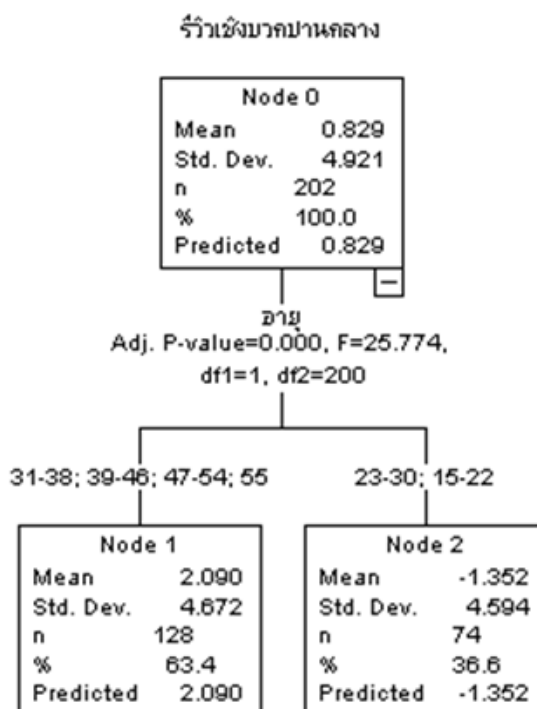 รีวิวเชิงบวกปานกลาง
Node 0
Mean 0.829
Std. Dev. 4.921
n 202
% 100.0
Predicted 0.829
อายุ
Adj. P-value=0.000, F=25.774,
df1=1, df2=200
31-38; 39-46; 47-54; 55
23-30; 15-22
Node 1
Mean 2.090
Std. Dev. 4.672
n 128
% 63.4
Predicted 2.090
Node 2
Mean -1.352
Std. Dev. 4.594
n 74
% 36.6
Predicted -1.352